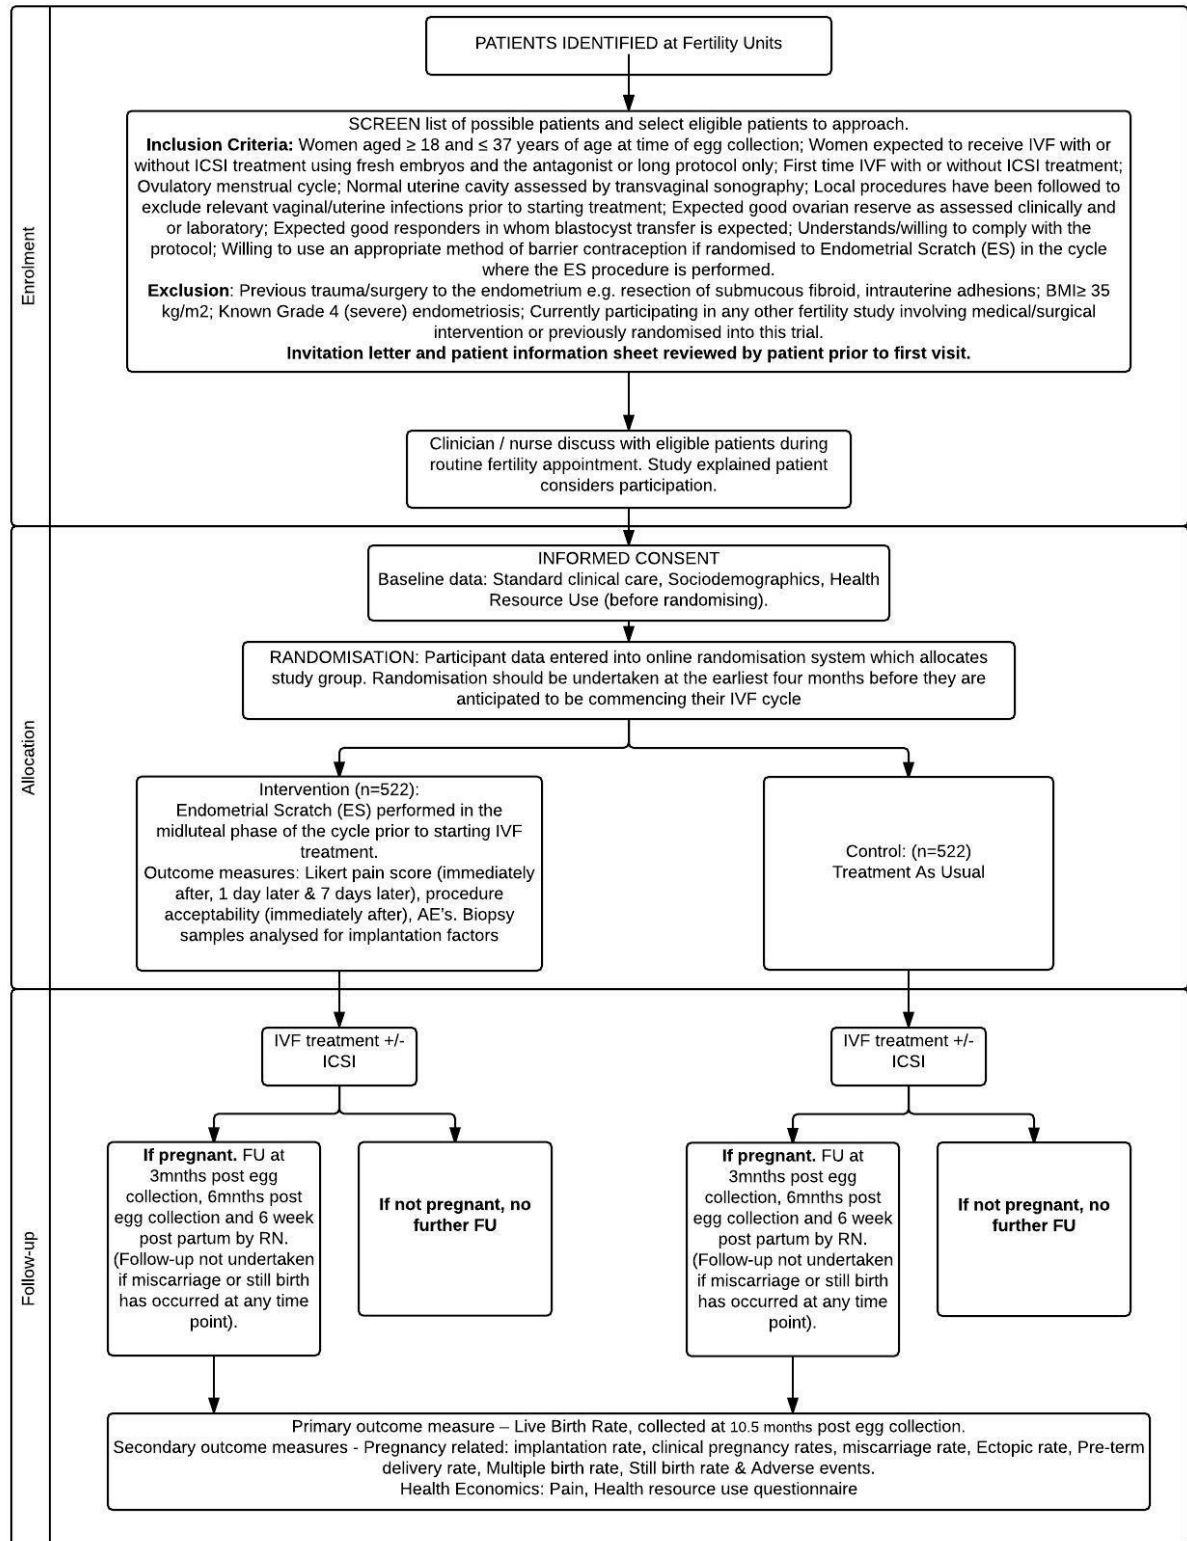 PATIENTS IDENTIFIED at Fertility Units
SCREEN list of possible patients and select eligible patients to approach.
Inclusion Criteria: Women aged ≥ 18 and ≤ 37 years of age at time of egg collection; Women expected to receive IVF with or
without ICSI treatment using fresh embryos and the antagonist or long protocol only; First time IVF with or without ICSI treatment;
Ovulatory menstrual cycle; Normal uterine cavity assessed by transvaginal sonography; Local procedures have been followed to
exclude relevant vaginal/uterine infections prior to starting treatment; Expected good ovarian reserve as assessed clinically and
or laboratory; Expected good responders in whom blastocyst transfer is expected; Understands/willing to comply with the
protocol; Willing to use an appropriate method of barrier contraception if randomised to Endometrial Scratch (ES) in the cycle
where the ES procedure is performed.
Exclusion: Previous trauma/surgery to the endometrium e.g. resection of submucous fibroid, intrauterine adhesions; BMI≥ 35
kg/m2; Known Grade 4 (severe) endometriosis; Currently participating in any other fertility study involving medical/surgical
intervention or previously randomised into this trial.
Invitation letter and patient information sheet reviewed by patient prior to first visit.
Enrolment
Clinician / nurse discuss with eligible patients during
routine fertility appointment. Study explained patient
considers participation.
INFORMED CONSENT
Baseline data: Standard clinical care, Sociodemographics, Health
Resource Use (before randomising).
RANDOMISATION: Participant data entered into online randomisation system which allocates
study group. Randomisation should be undertaken at the earliest four months before they are
anticipated to be commencing their IVF cycle
Allocation
Intervention (n=522):
Endometrial Scratch (ES) performed in the
midluteal phase of the cycle prior to starting IVF
treatment.
Outcome measures: Likert pain score (immediately
after, 1 day later & 7 days later), procedure
acceptability (immediately after), AE's. Biopsy
samples analysed for implantation factors
Control: (n=522)
Treatment As Usual
Follow-up
IVF treatment +/-
ICSI
IVF treatment +/-
ICSI
If pregnant. FU at
3mnths post egg
collection, 6mnths post
egg collection and 6 week
post partum by RN.
(Follow-up not undertaken
if miscarriage or still birth
has occurred at any time
point).
If not pregnant, no
further FU
If pregnant. FU at
3mnths post egg
collection, 6mnths post
egg collection and 6 week
post partum by RN.
(Follow-up not undertaken
if miscarriage or still birth
has occurred at any time
point).
If not pregnant, no
further FU
Primary outcome measure – Live Birth Rate, collected at 10.5 months post egg collection.
Secondary outcome measures - Pregnancy related: implantation rate, clinical pregnancy rates, miscarriage rate, Ectopic rate, Pre-term
delivery rate, Multiple birth rate, Still birth rate & Adverse events.
Health Economics: Pain, Health resource use questionnaire